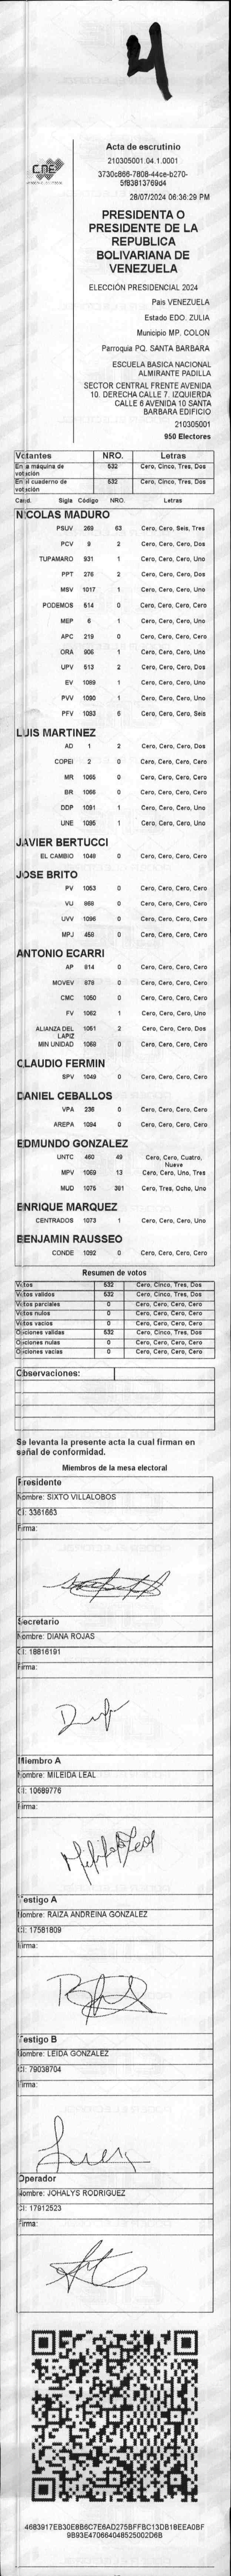 4
CNE
Acta de escrutinio
210305001.04.1.0001
3730c866-7808-44ce-b270-
5f83813769d4
28/07/2024 06:36:29 PM
PRESIDENTA O
PRESIDENTE DE LA
REPUBLICA
BOLIVARIANA DE
VENEZUELA
ELECCIÓN PRESIDENCIAL 2024
País VENEZUELA
Estado EDO. ZULIA
Municipio MP. COLON
Parroquia PQ. SANTA BARBARA
ESCUELA BASICA NACIONAL
ALMIRANTE PADILLA
SECTOR CENTRAL FRENTE AVENIDA
10. DERECHA CALLE 7. IZQUIERDA
CALLE 6 AVENIDA 10 SANTA
BARBARA EDIFICIO
210305001
950 Electores
Votantes NRO. Letras
En la máquina de votación 532 Cero, Cinco, Tres, Dos
En el cuaderno de votación 532 Cero, Cinco, Tres, Dos
Cand. Sigla Código NRO. Letras
NICOLAS MADURO
PSUV 269 63 Cero, Cero, Seis, Tres
PCV 9 2 Cero, Cero, Cero, Dos
TUPAMARO 931 1 Cero, Cero, Cero, Uno
PPT 276 2 Cero, Cero, Cero, Dos
MSV 1017 1 Cero, Cero, Cero, Uno
PODEMOS 614 0 Cero, Cero, Cero, Cero
MEP 6 1 Cero, Cero, Cero, Uno
APC 219 0 Cero, Cero, Cero, Cero
ORA 906 1 Cero, Cero, Cero, Uno
UPV 513 2 Cero, Cero, Cero, Dos
EV 1089 1 Cero, Cero, Cero, Uno
PVV 1090 1 Cero, Cero, Cero, Uno
PFV 1093 6 Cero, Cero, Cero, Seis
LUIS MARTINEZ
AD 1 2 Cero, Cero, Cero, Dos
COPEI 2 0 Cero, Cero, Cero, Cero
MR 1065 0 Cero, Cero, Cero, Cero
BR 1066 0 Cero, Cero, Cero, Cero
DDP 1091 1 Cero, Cero, Cero, Uno
UNE 1095 1 Cero, Cero, Cero, Uno
JAVIER BERTUCCI
EL CAMBIO 1048 0 Cero, Cero, Cero, Cero
JOSE BRITO
PV 1053 0 Cero, Cero, Cero, Cero
VU 868 0 Cero, Cero, Cero, Cero
UVV 1096 0 Cero, Cero, Cero, Cero
MPJ 458 0 Cero, Cero, Cero, Cero
ANTONIO ECARRI
AP 814 0 Cero, Cero, Cero, Cero
MOVEV 878 0 Cero, Cero, Cero, Cero
CMC 1050 0 Cero, Cero, Cero, Cero
FV 1062 1 Cero, Cero, Cero, Uno
ALIANZA DEL LAPIZ 1061 2 Cero, Cero, Cero, Dos
MIN UNIDAD 1068 0 Cero, Cero, Cero, Cero
CLAUDIO FERMIN
SPV 1049 0 Cero, Cero, Cero, Cero
DANIEL CEBALLOS
VPA 236 0 Cero, Cero, Cero, Cero
AREPA 1094 0 Cero, Cero, Cero, Cero
EDMUNDO GONZALEZ
UNTC 460 49 Cero, Cero, Cuatro, Nueve
MPV 1069 13 Cero, Cero, Uno, Tres
MUD 1075 381 Cero, Tres, Ocho, Uno
ENRIQUE MARQUEZ
CENTRADOS 1073 1 Cero, Cero, Cero, Uno
BENJAMIN RAUSSEO
CONDE 1092 0 Cero, Cero, Cero, Cero
Resumen de votos
Votos 532 Cero, Cinco, Tres, Dos
Votos validos 532 Cero, Cinco, Tres, Dos
Votos parciales 0 Cero, Cero, Cero, Cero
Votos nulos 0 Cero, Cero, Cero, Cero
Votos vacios 0 Cero, Cero, Cero, Cero
Opciones validas 532 Cero, Cinco, Tres, Dos
Opciones nulas 0 Cero, Cero, Cero, Cero
Opciones vacias 0 Cero, Cero, Cero, Cero
Observaciones:
Se levanta la presente acta la cual firman en
señal de conformidad.
Miembros de la mesa electoral
Presidente
Nombre: SIXTO VILLALOBOS
CI: 3361663
Firma:
Secretario
Nombre: DIANA ROJAS
CI: 18816191
Firma:
Miembro A
Nombre: MILEIDA LEAL
CI: 10689776
Firma:
Testigo A
Nombre: RAIZA ANDREINA GONZALEZ
CI: 17581809
Firma:
Testigo B
Nombre: LEIDA GONZALEZ
CI: 79038704
Firma:
Operador
Nombre: JOHALYS RODRIGUEZ
CI: 17912523
Firma:
4683917EB30E8B6C7E6AD275BFFBC13DB18EEA0BF
9B93E470664048525002D6B